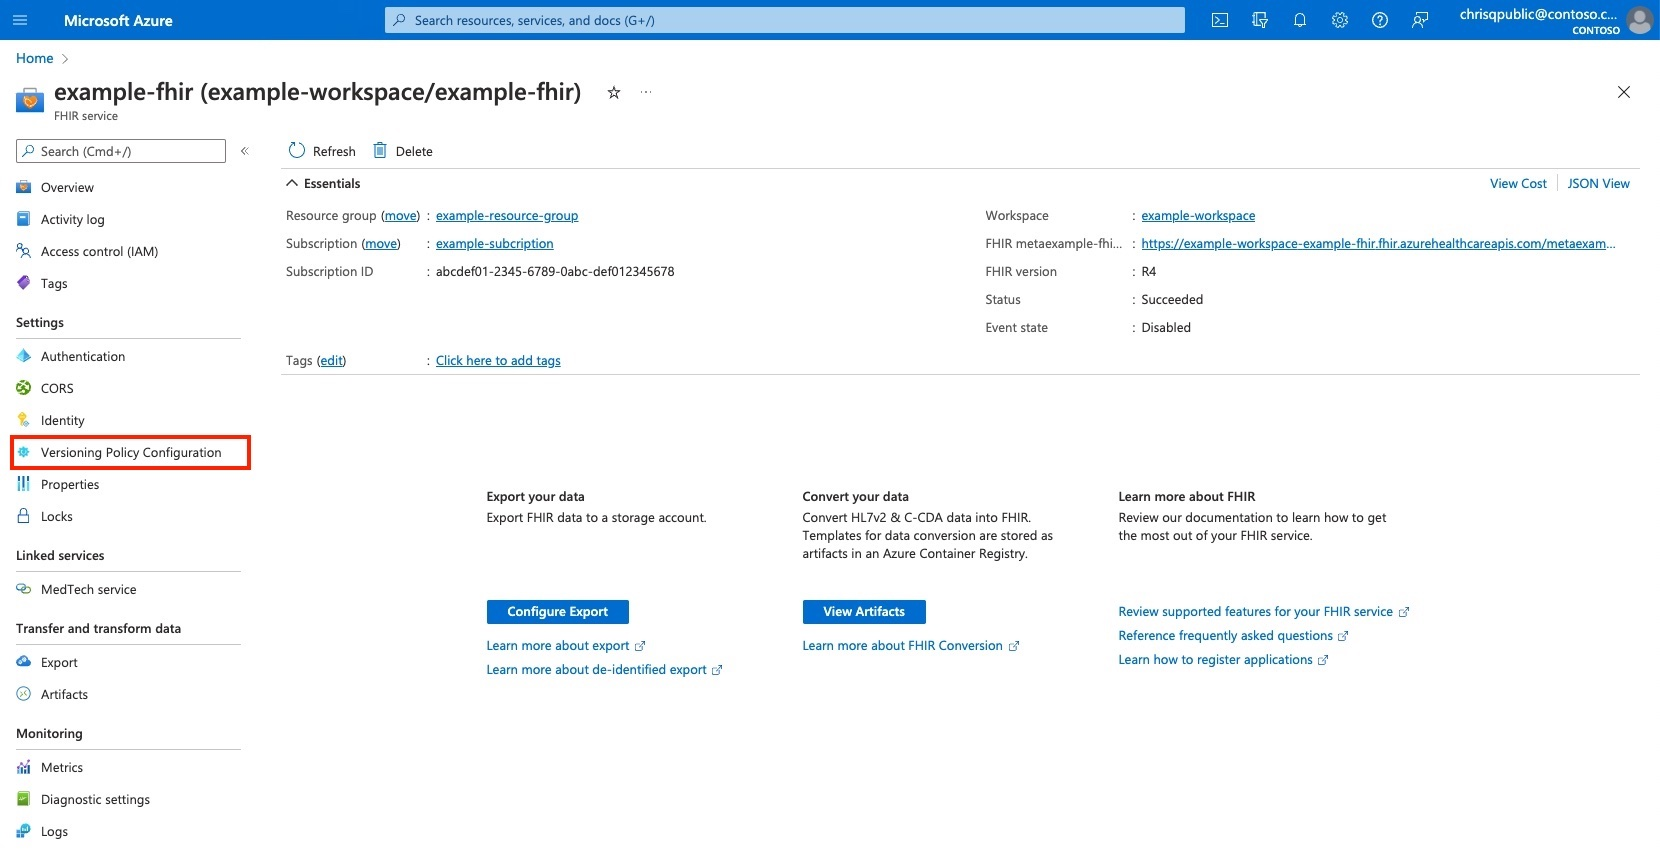 Microsoft Azure
Search resources, services, and docs (G+/)
chrisqpublic@contoso.c...
CONTOSO
Home
example-fhir (example-workspace/example-fhir)
FHIR service
Search (Cmd+/)
Refresh
Delete
Overview
Activity log
Access control (IAM)
Tags
Settings
Authentication
CORS
Identity
Versioning Policy Configuration
Properties
Locks
Linked services
MedTech service
Transfer and transform data
Export
Artifacts
Monitoring
Metrics
Diagnostic settings
Logs
Essentials
View Cost
JSON View
Resource group (move) : example-resource-group
Subscription (move) : example-subcription
Subscription ID : abcdef01-2345-6789-0abc-def012345678
Workspace : example-workspace
FHIR metaexample-fhi... : https://example-workspace-example-fhir.fhir.azurehealthcareapis.com/metaexam...
FHIR version : R4
Status : Succeeded
Event state : Disabled
Tags (edit) : Click here to add tags
Export your data
Export FHIR data to a storage account.
Configure Export
Learn more about export
Learn more about de-identified export
Convert your data
Convert HL7v2 & C-CDA data into FHIR.
Templates for data conversion are stored as
artifacts in an Azure Container Registry.
View Artifacts
Learn more about FHIR Conversion
Learn more about FHIR
Review our documentation to learn how to get
the most out of your FHIR service.
Review supported features for your FHIR service
Reference frequently asked questions
Learn how to register applications